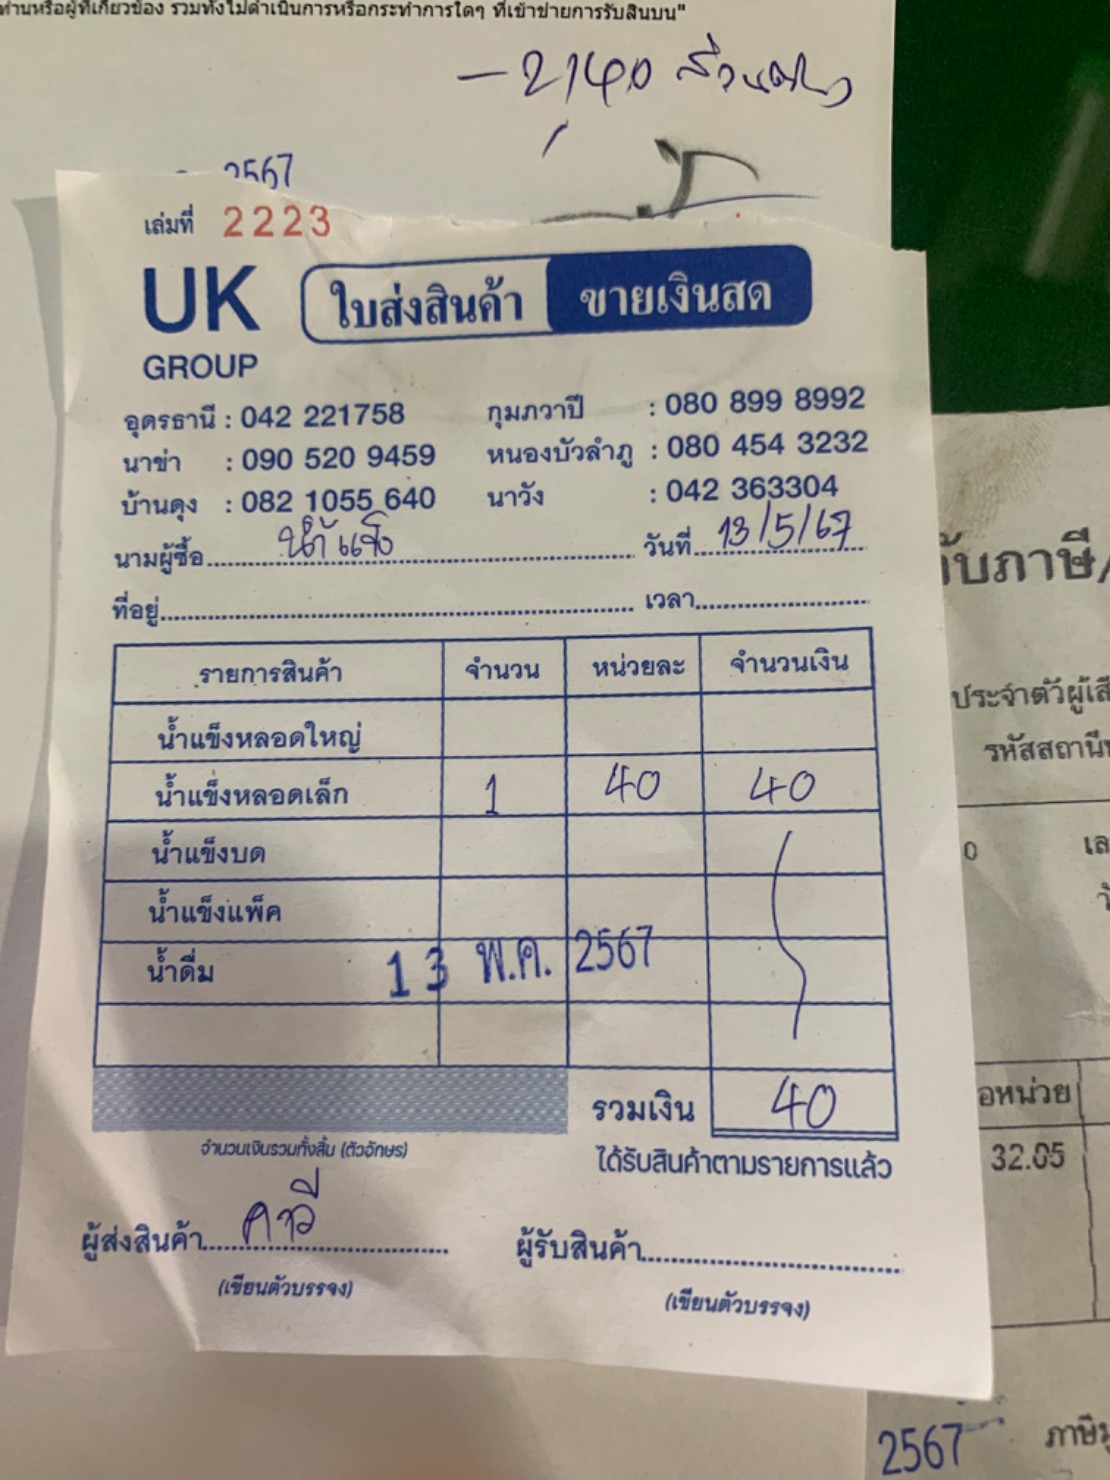 ท่านหรือผู้ที่เกี่ยวข้อง รวมทั้งไม่ดำเนินการหรือกระทำการใดๆ ที่เข้าข่ายการรับสินบน"
2567
เล่มที่ 2223
UK GROUP
ใบส่งสินค้า ขายเงินสด
อุดรธานี : 042 221758 กุมภวาปี : 080 899 8992
นาข่า : 090 520 9459 หนองบัวลำภู : 080 454 3232
บ้านดุง : 082 1055 640 นาวัง : 042 363304
นามผู้ซื้อ น้ำแข็ง วันที่ 13/5/67
ที่อยู่ เวลา
รายการสินค้า จำนวน หน่วยละ จำนวนเงิน
น้ำแข็งหลอดใหญ่
น้ำแข็งหลอดเล็ก 1 40 40
น้ำแข็งบด
น้ำแข็งแพ็ค
น้ำดื่ม
13 พ.ค. 2567
รวมเงิน 40
จำนวนเงินรวมทั้งสิ้น (ตัวอักษร) ได้รับสินค้าตามรายการแล้ว
ผู้ส่งสินค้า ผู้รับสินค้า
(เขียนตัวบรรจง) (เขียนตัวบรรจง)
กับภาษี/
ประจำตัวผู้เสี
รหัสสถานี
0 เล
อหน่วย
32.05
2567 ภาษีมู